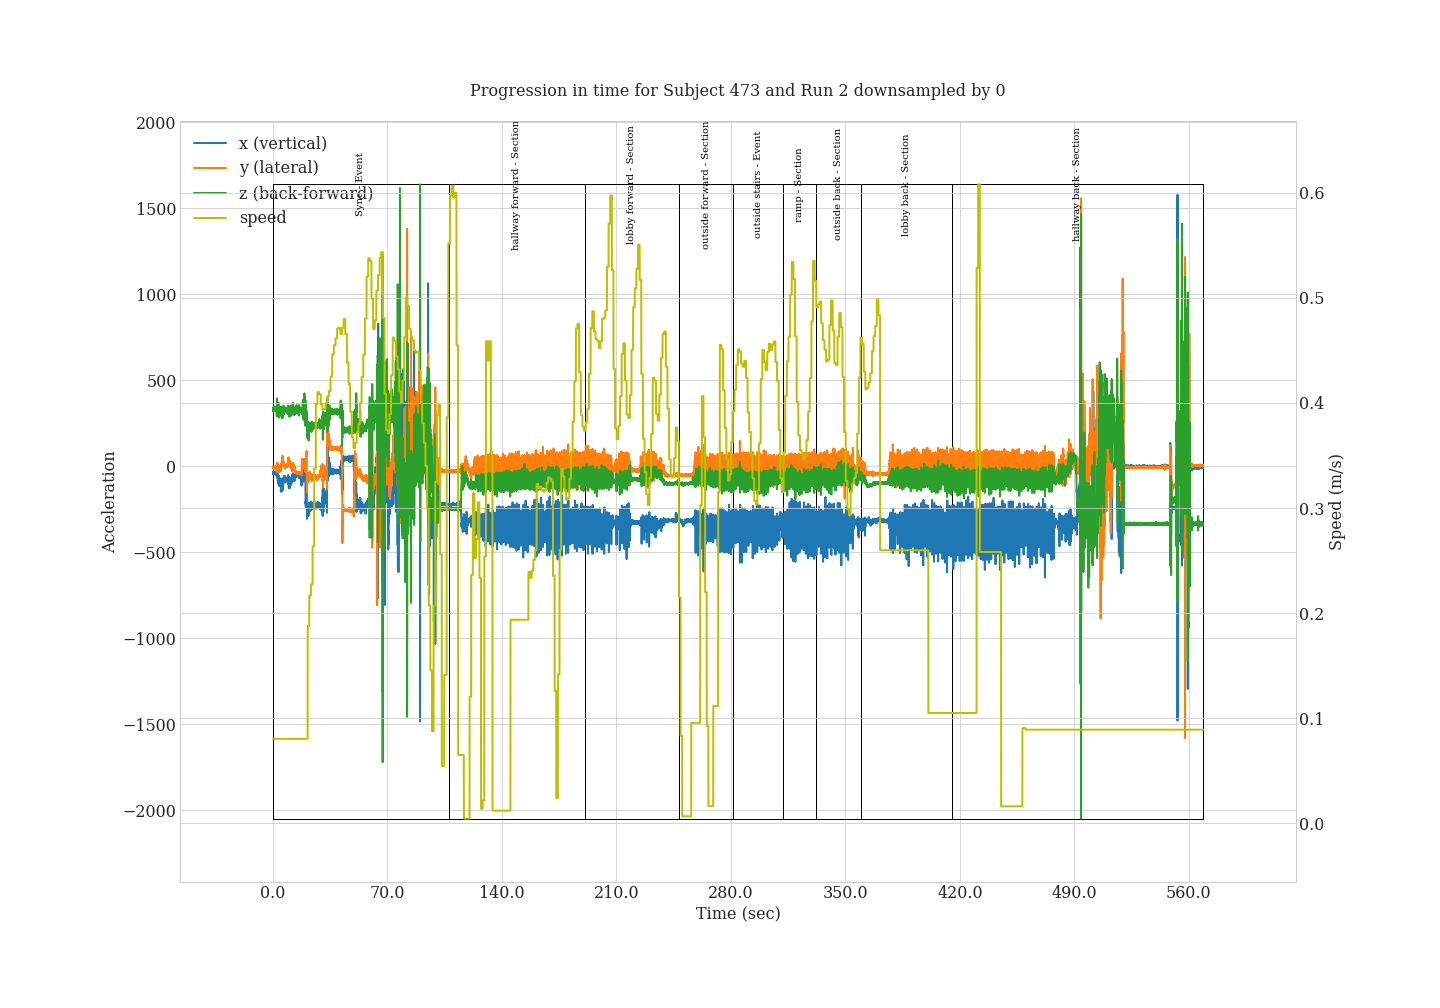 Progression in time for Subject 473 and Run 2 downsampled by 0
x (vertical)
y (lateral)
z (back-forward)
speed
Sync - Event
hallway forward - Section
lobby forward - Section
outside forward - Section
outside stairs - Event
ramp - Section
outside back - Section
lobby back - Section
hallway back - Section
2000
1500
1000
500
0
−500
−1000
−1500
−2000
Acceleration
0.6
0.5
0.4
0.3
0.2
0.1
0.0
Speed (m/s)
0.0 70.0 140.0 210.0 280.0 350.0 420.0 490.0 560.0
Time (sec)